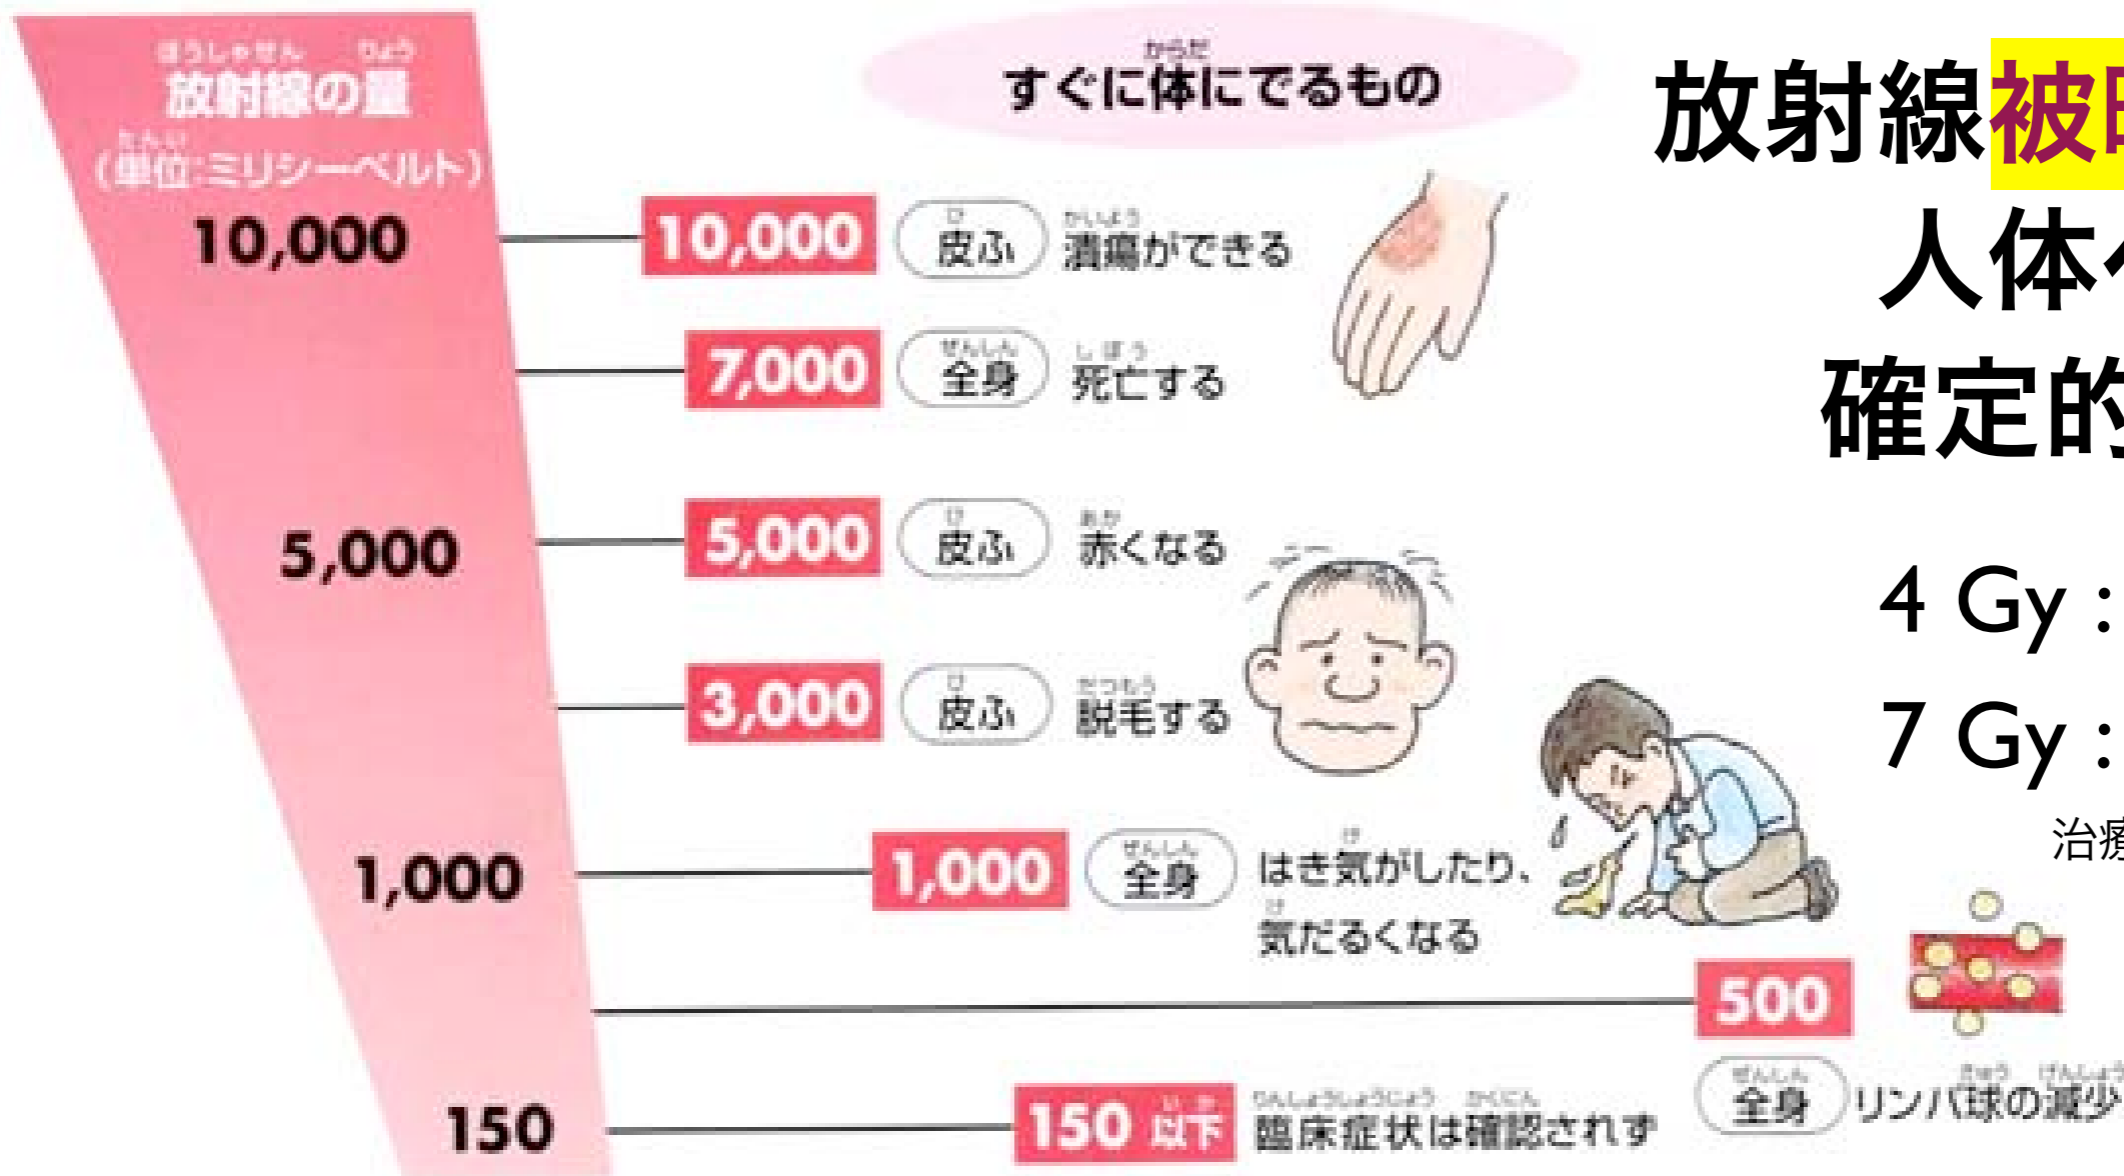 放射線の量
(単位:ミリシーベルト)
10,000
5,000
1,000
150
すぐに体にでるもの
10,000 皮ふ 潰瘍ができる
7,000 全身 死亡する
5,000 皮ふ 赤くなる
3,000 皮ふ 脱毛する
1,000 全身 はき気がしたり、
気だるくなる
500
全身 リンパ球の減少
150 以下 臨床症状は確認されず
放射線被
人体
確定的
4 Gy :
7 Gy :
治療